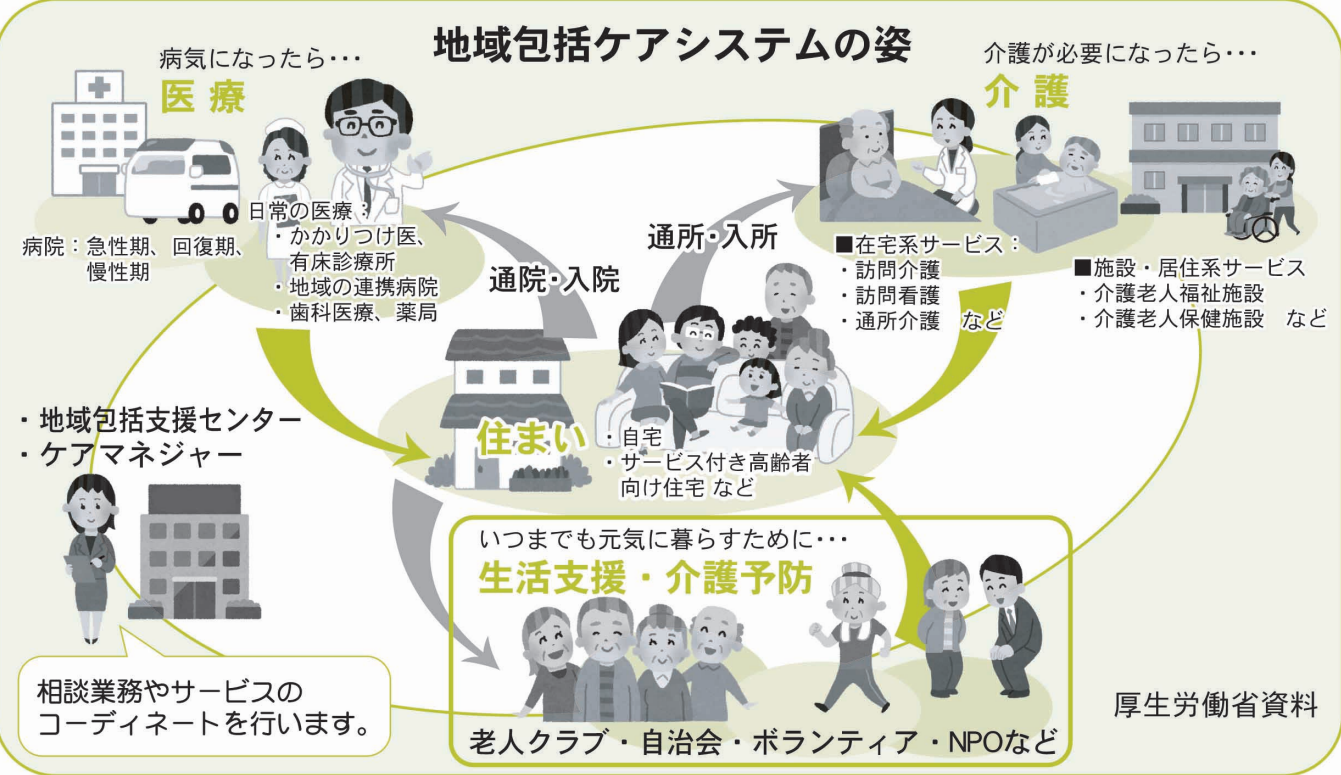 地域包括ケアシステムの姿
病気になったら･･･
医療
病院：急性期、回復期、
慢性期
日常の医療：
・かかりつけ医、
有床診療所
・地域の連携病院
・歯科医療、薬局
通院・入院
通所・入所
介護が必要になったら･･･
介護
■在宅系サービス：
・訪問介護
・訪問看護
・通所介護　など
■施設・居住系サービス
・介護老人福祉施設
・介護老人保健施設　など
住まい
・自宅
・サービス付き高齢者
向け住宅 など
・地域包括支援センター
・ケアマネジャー
相談業務やサービスの
コーディネートを行います。
いつまでも元気に暮らすために･･･
生活支援・介護予防
老人クラブ・自治会・ボランティア・NPOなど
厚生労働省資料